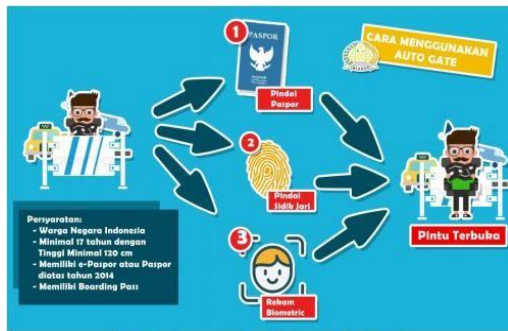 CARA MENGGUNAKAN
AUTO GATE
1
PASPOR
Pindai
Paspor
2
Pindai
Sidik Jari
3
Rekam
Biometric
Pintu Terbuka
Persyaratan:
- Warga Negara Indonesia
- Minimal 17 tahun dengan
Tinggi Minimal 120 cm
- Memiliki e-Paspor atau Paspor
diatas tahun 2014
- Memiliki Boarding Pass